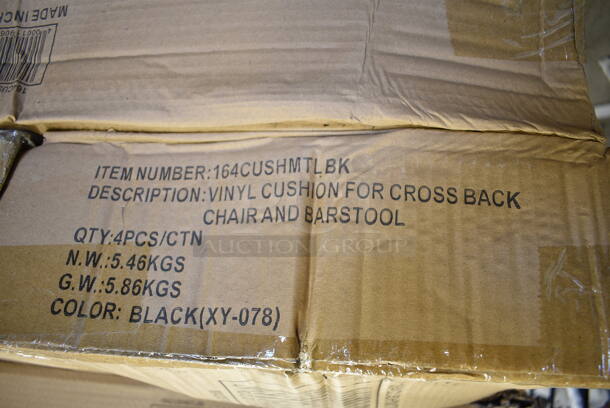 MADE IN CH
ITEM NUMBER:164CUSHMTLBK
DESCRIPTION:VINYL CUSHION FOR CROSS BACK
CHAIR AND BARSTOOL
QTY:4PCS/CTN
AUCTION GROUP
N.W.:5.46KGS
G.W.:5.86KGS
COLOR: BLACK(XY-078)